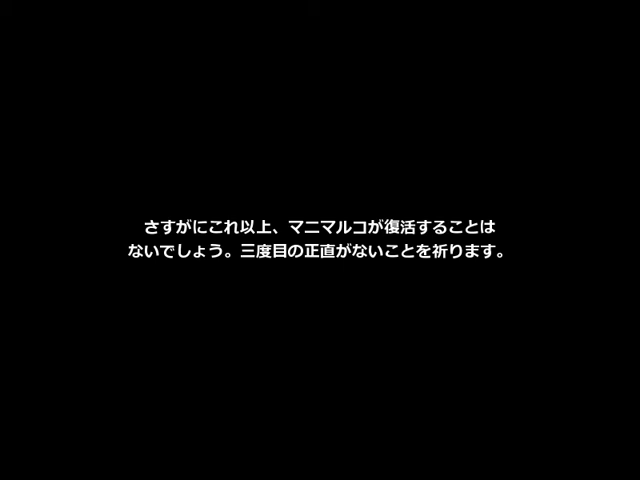 さすがにこれ以上、マニマルコが復活することは
ないでしょう。三度目の正直がないことを祈ります。